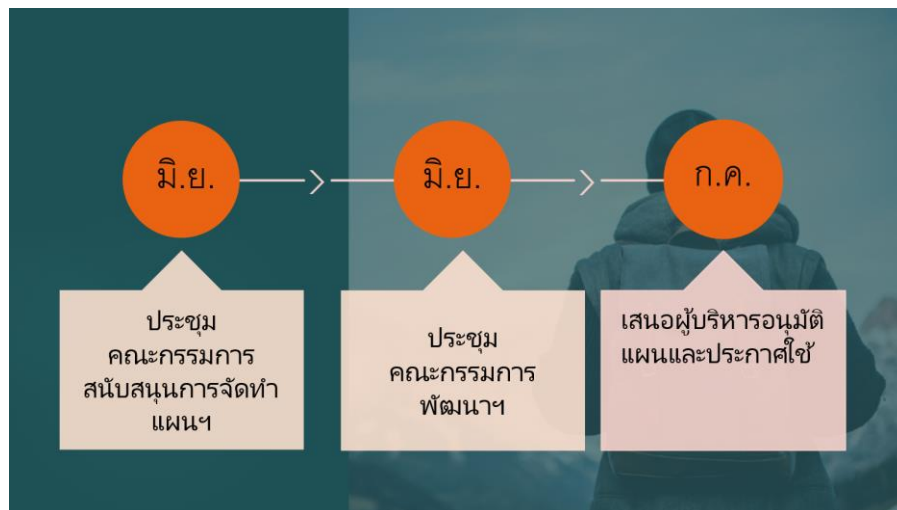 มิ.ย.
มิ.ย.
ก.ค.
ประชุม
คณะกรรมการ
สนับสนุนการจัดทำ
แผนฯ
ประชุม
คณะกรรมการ
พัฒนาฯ
เสนอผู้บริหารอนุมัติ
แผนและประกาศใช้